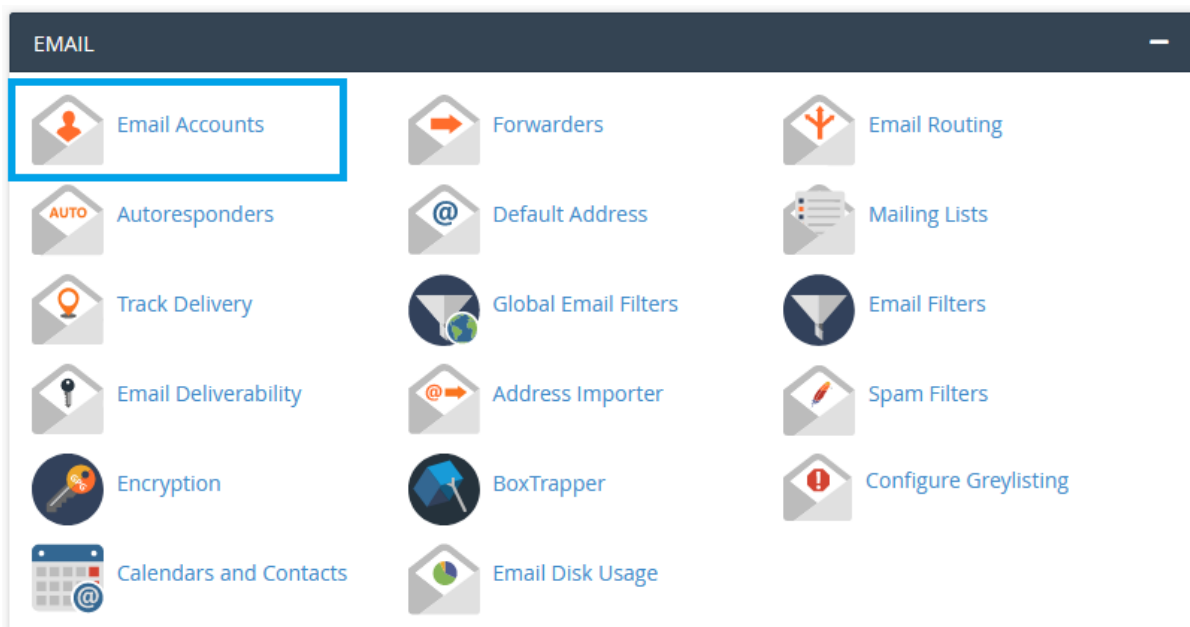 EMAIL
Email Accounts
Forwarders
Email Routing
AUTO
Autoresponders
@
Default Address
Mailing Lists
Track Delivery
Global Email Filters
Email Filters
Email Deliverability
@
Address Importer
Spam Filters
GPG
Encryption
BoxTrapper
!
Configure Greylisting
@
Calendars and Contacts
Email Disk Usage